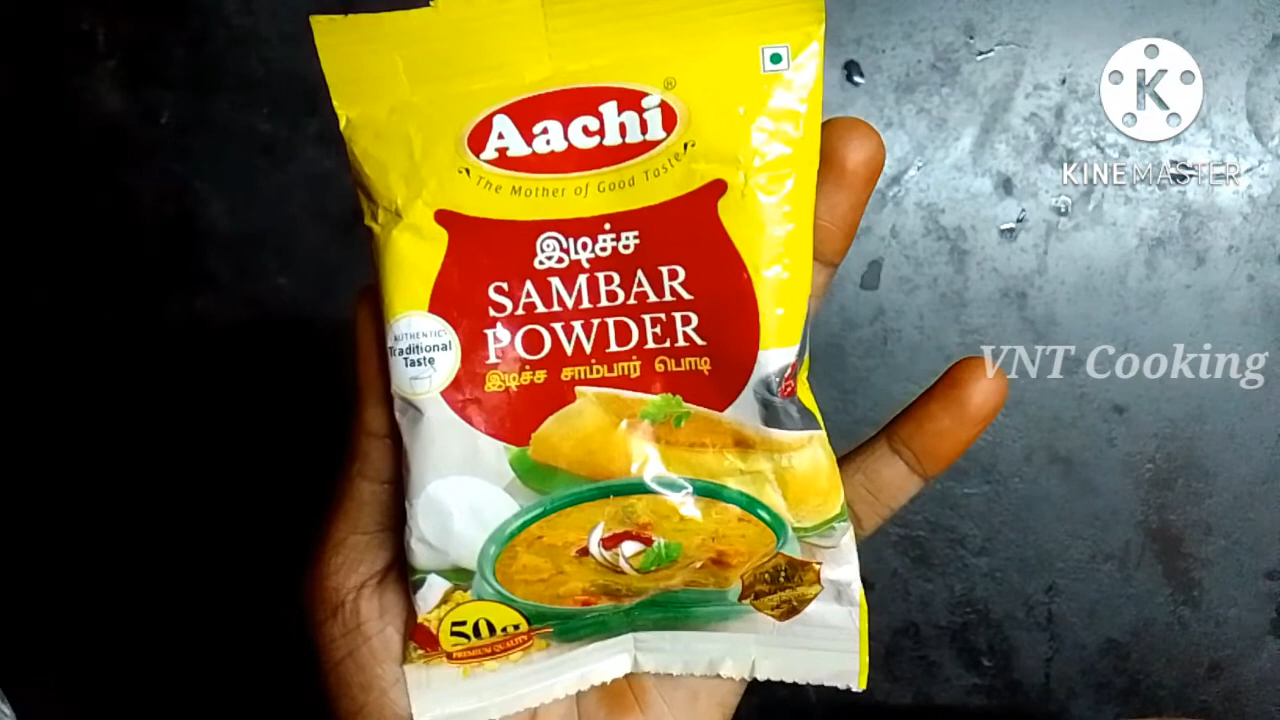 Aachi
®
The Mother of Good Taste
இடிச்ச
SAMBAR
POWDER
இடிச்ச சாம்பார் பொடி
AUTHENTIC
Traditional
Taste
50g
PREMIUM QUALITY
K
KINEMASTER
VNT Cooking